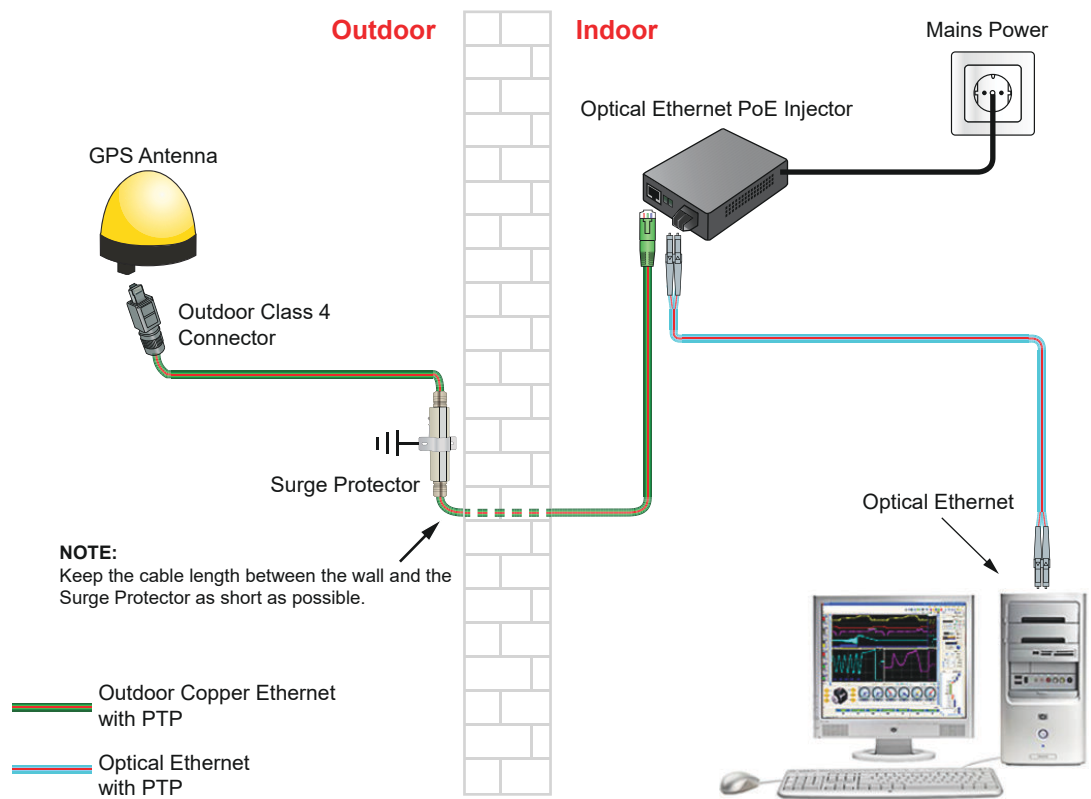 Outdoor
Indoor
Mains Power
Optical Ethernet PoE Injector
GPS Antenna
Outdoor Class 4
Connector
Surge Protector
Optical Ethernet
NOTE:
Keep the cable length between the wall and the
Surge Protector as short as possible.
Outdoor Copper Ethernet
with PTP
Optical Ethernet
with PTP